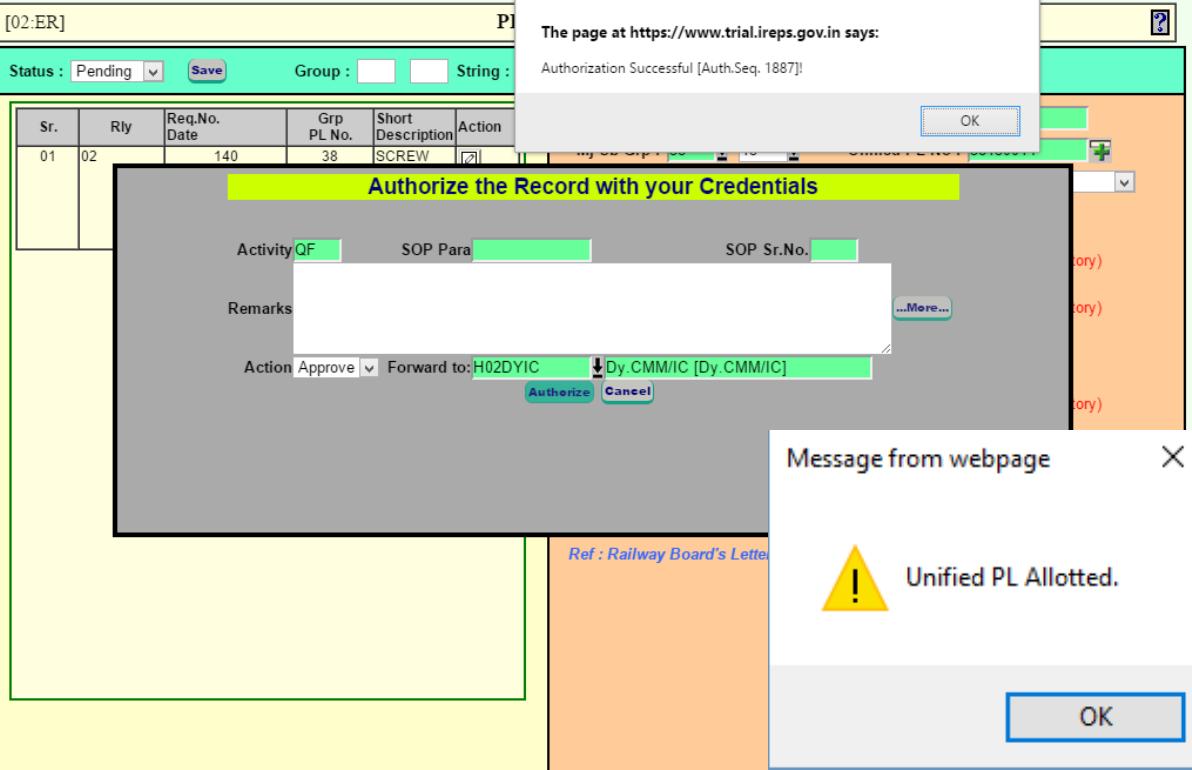 [02:ER]
The page at https://www.trial.ireps.gov.in says:
Authorization Successful [Auth.Seq. 1887]!
OK
Status : Pending Save Group : String :
Sr. Rly Req.No. Date Grp PL No. Short Description Action
01 02 140 38 SCREW
Authorize the Record with your Credentials
Activity QF SOP Para SOP Sr.No.
Remarks ...More...
Action Approve Forward to: H02DYIC Dy.CMM/IC [Dy.CMM/IC]
Authorize Cancel
ory)
ory)
ory)
Message from webpage
Unified PL Allotted.
OK
Ref : Railway Board's Lette